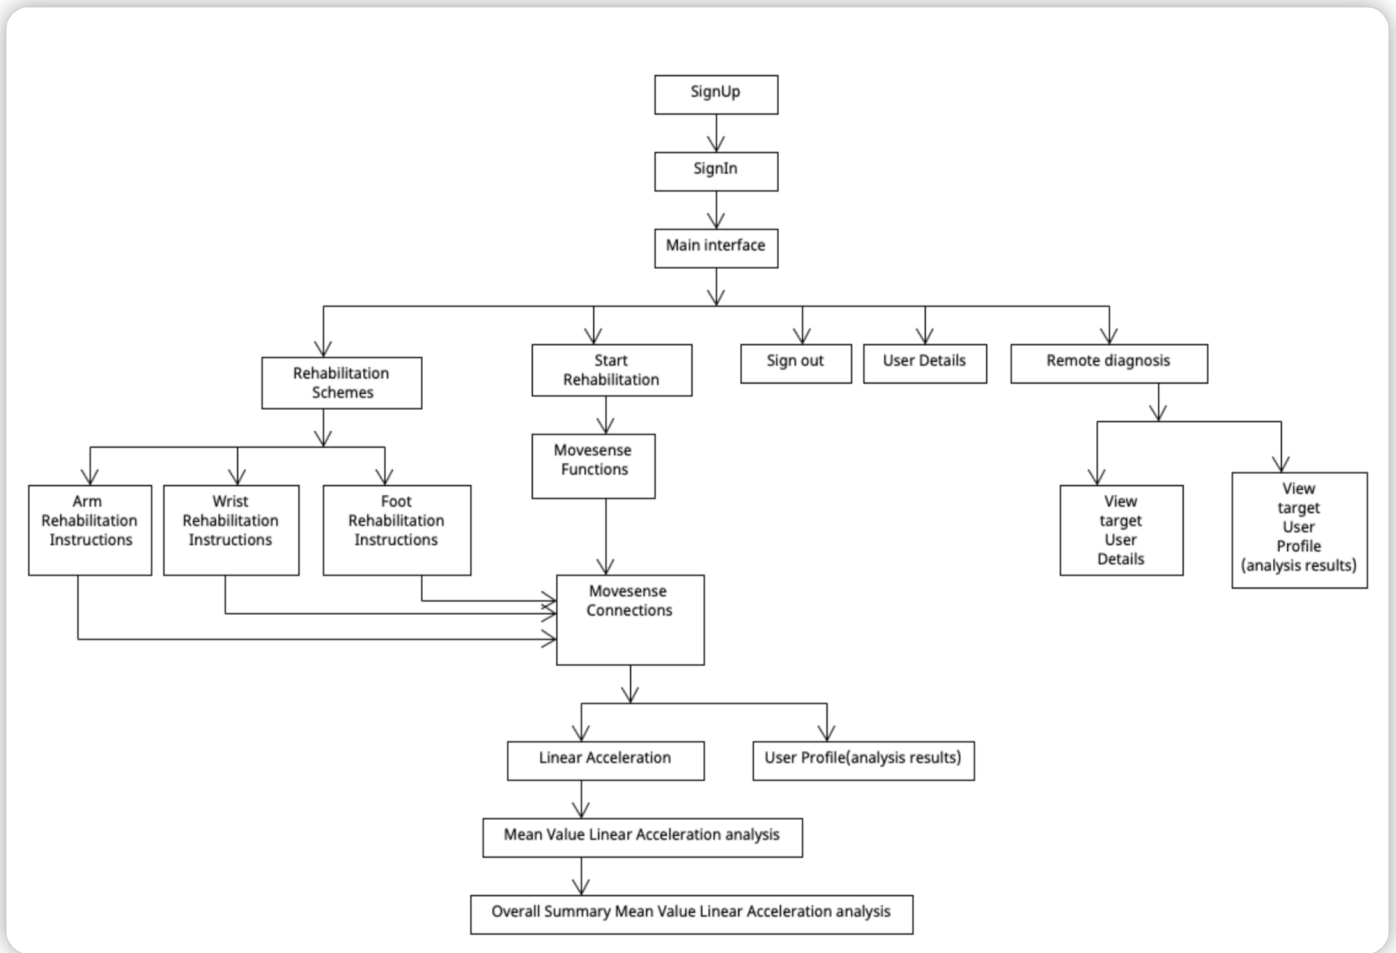 SignUp
SignIn
Main interface
Rehabilitation
Schemes
Start
Rehabilitation
Sign out
User Details
Remote diagnosis
Movesense
Functions
Arm
Rehabilitation
Instructions
Wrist
Rehabilitation
Instructions
Foot
Rehabilitation
Instructions
View
target
User
Details
View
target
User
Profile
(analysis results)
Movesense
Connections
Linear Acceleration
User Profile(analysis results)
Mean Value Linear Acceleration analysis
Overall Summary Mean Value Linear Acceleration analysis